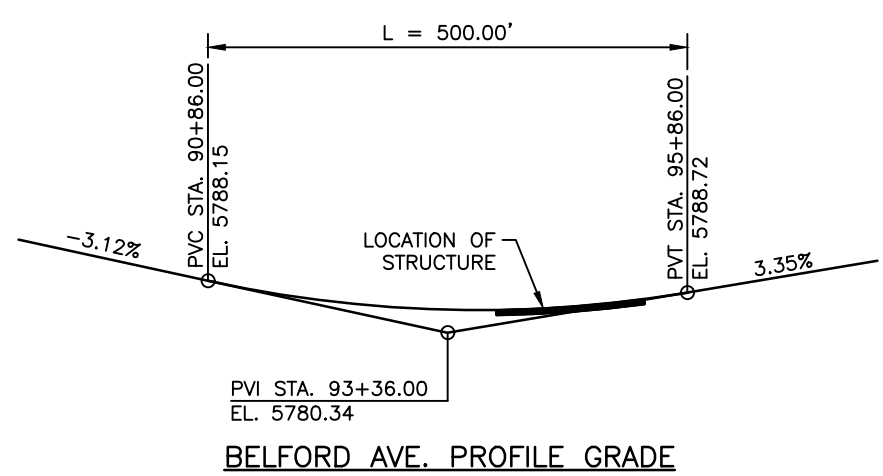 L = 500.00'
PVC STA. 90+86.00
EL. 5788.15
PVT STA. 95+86.00
EL. 5788.72
-3.12%
LOCATION OF
STRUCTURE
3.35%
PVI STA. 93+36.00
EL. 5780.34
BELFORD AVE. PROFILE GRADE